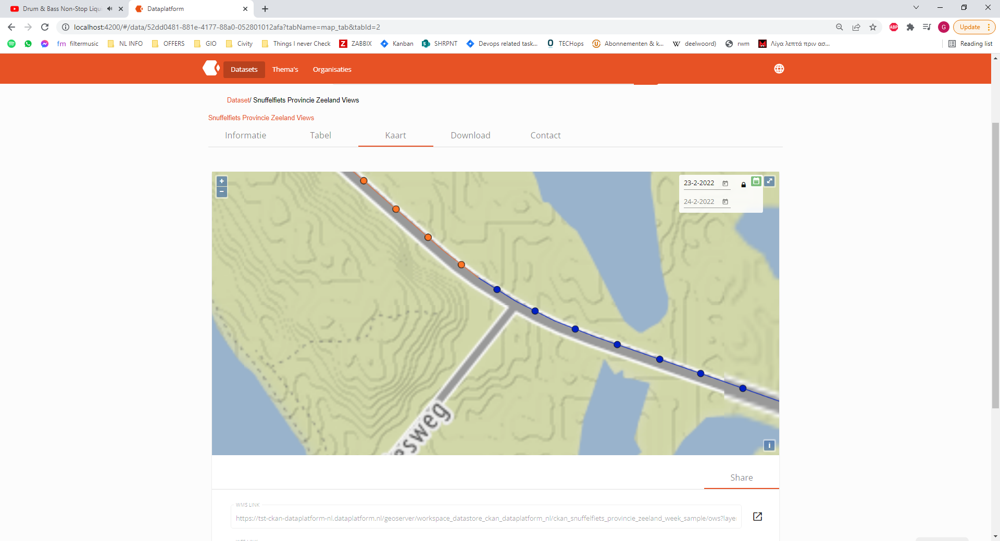 Drum & Bass Non-Stop Liqui
Dataplatform
localhost:4200/#/data/52dd0481-881e-4177-88a0-052801012afa?tabName=map_tab&tabId=2
ABP
G
Update
fm filtermusic
NL INFO
OFFERS
GIO
Civity
Things I never Check
Z ZABBIX
Kanban
SHRPNT
Devops related task...
TECHops
Abonnementen & k...
W deelwoord)
rwm
Λίγα λεπτά πριν ασ...
Reading list
Datasets
Thema's
Organisaties
Dataset/ Snuffelfiets Provincie Zeeland Views
Snuffelfiets Provincie Zeeland Views
Informatie
Tabel
Kaart
Download
Contact
+
−
23-2-2022
24-2-2022
esweg
i
Share
WMS LINK
https://tst-ckan-dataplatform-nl.dataplatform.nl/geoserver/workspace_datastore_ckan_dataplatform_nl/ckan_snuffelfiets_provincie_zeeland_week_sample/ows?laye